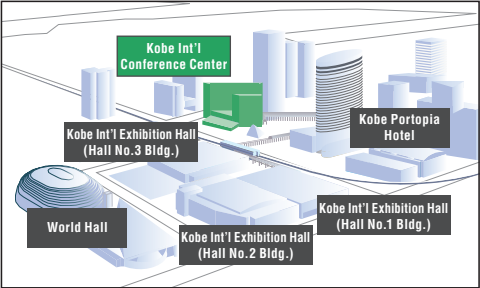 Kobe Int'l
Conference Center
Kobe Portopia
Hotel
Kobe Int'l Exhibition Hall
(Hall No.3 Bldg.)
Kobe Int'l Exhibition Hall
(Hall No.1 Bldg.)
World Hall
Kobe Int'l Exhibition Hall
(Hall No.2 Bldg.)